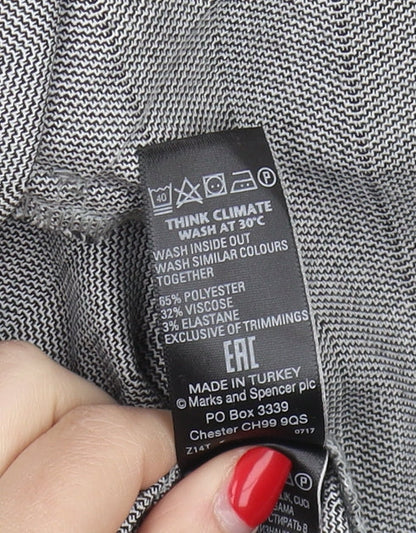 40 P
THINK CLIMATE
WASH AT 30°C
WASH INSIDE OUT
WASH SIMILAR COLOURS
TOGETHER
65% POLYESTER
32% VISCOSE
3% ELASTANE
EXCLUSIVE OF TRIMMINGS
EAC
MADE IN TURKEY
© Marks and Spencer plc
PO Box 3339
Chester CH99 9QS
Z14T 0717